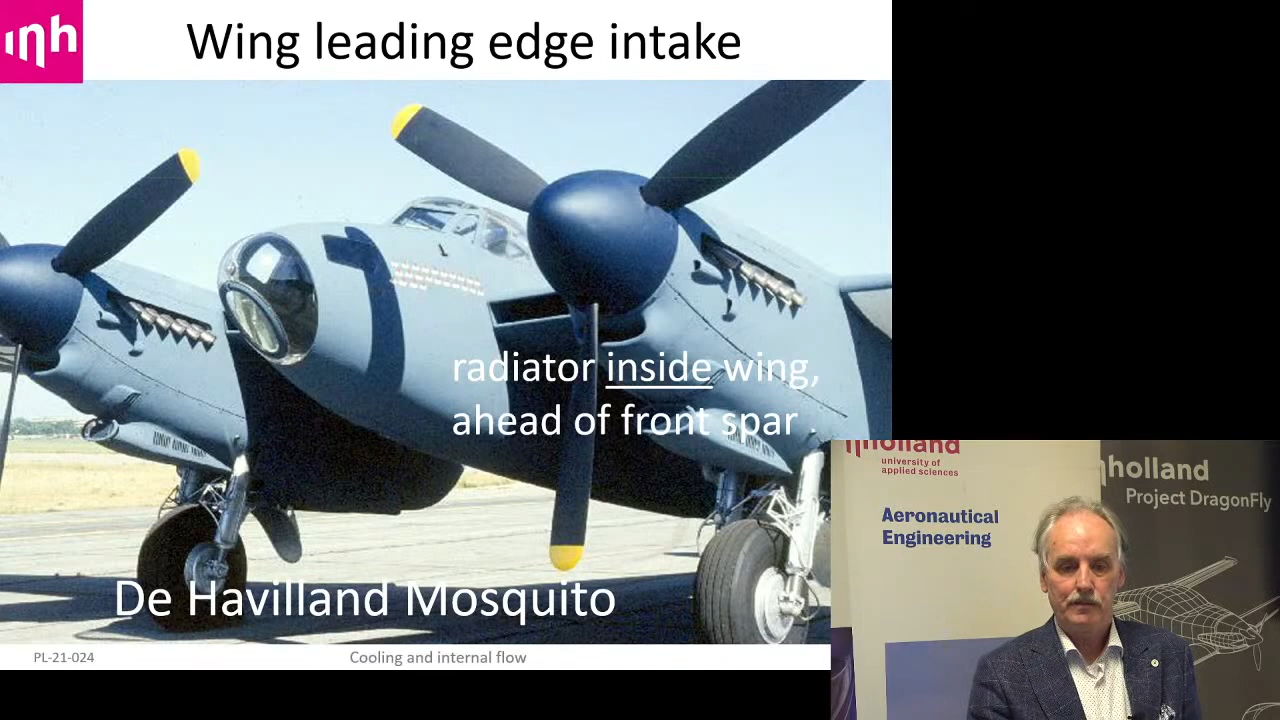 inh
Wing leading edge intake
radiator inside wing,
ahead of front spar
De Havilland Mosquito
PL-21-024
Cooling and internal flow
inholland
university of
applied sciences
Aeronautical
Engineering
inholland
Project DragonFly